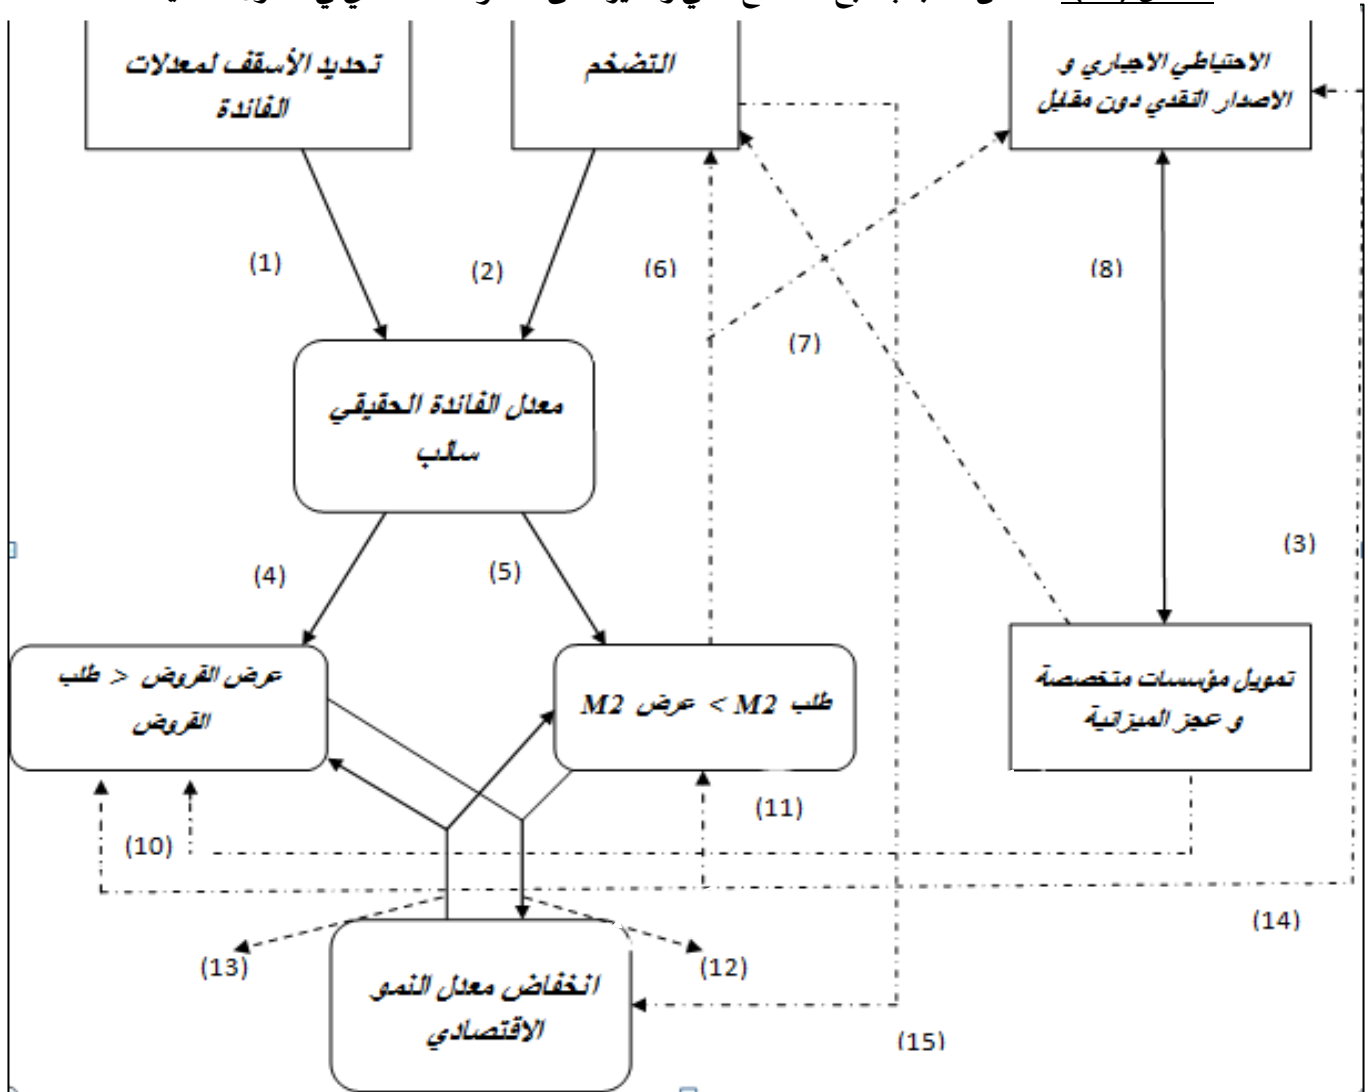 تحديد الأسقف لمعدلات
الفائدة
التضخم
الاحتياطي الاجباري و
الاصدار النقدي دون مقابل
(1)
(2)
(6)
(7)
(8)
معدل الفائدة الحقيقي
سالب
(3)
(4)
(5)
عرض القروض < طلب
القروض
طلب M2 < عرض M2
تمويل مؤسسات متخصصة
و عجز الميزانية
(10)
(11)
(14)
(13)
(12)
انخفاض معدل النمو
الاقتصادي
(15)